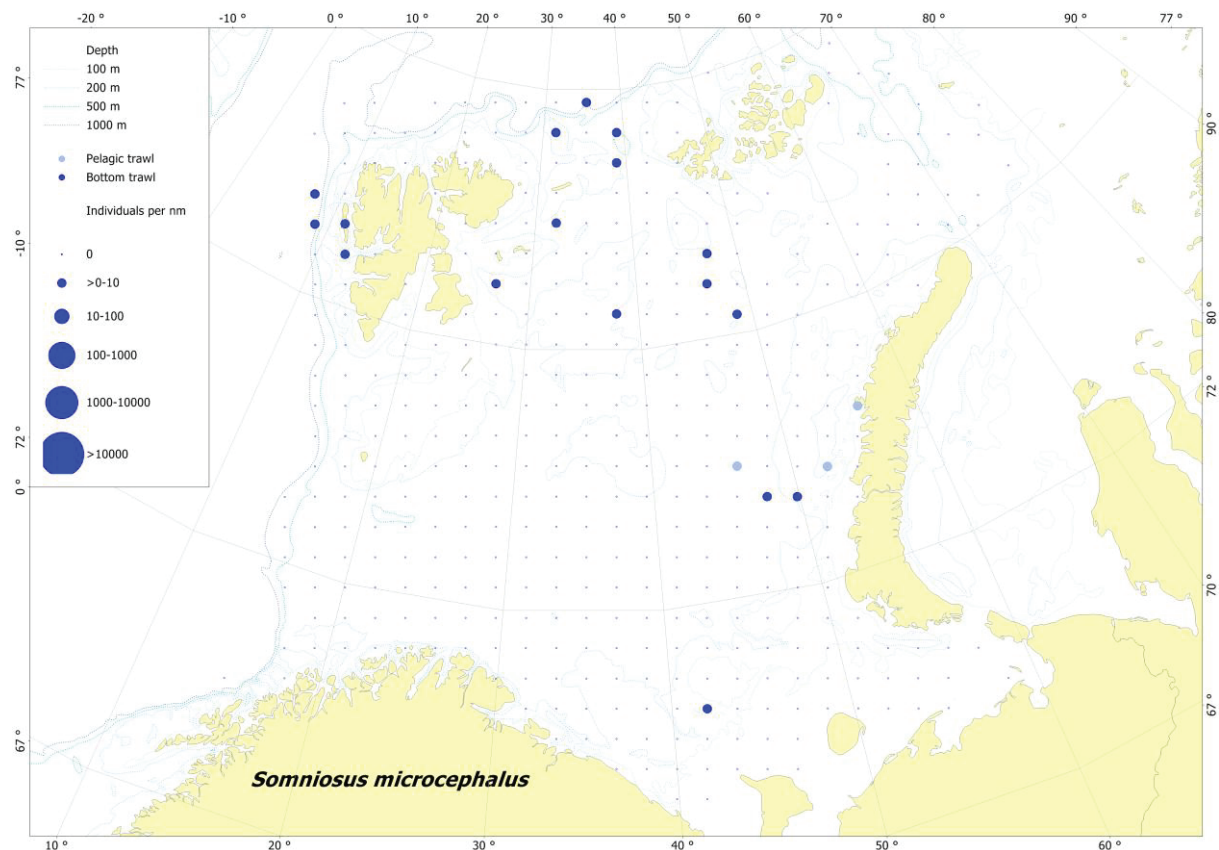 -20 ° -10 ° 0 ° 10 ° 20 ° 30 ° 40 ° 50 ° 60 ° 70 ° 80 ° 90 ° 77 °
77 °
-10 °
72 °
0 °
67 °
Depth
100 m
200 m
500 m
1000 m
Pelagic trawl
Bottom trawl
Individuals per nm
0
>0-10
10-100
100-1000
1000-10000
>10000
90 °
80 °
72 °
70 °
67 °
Somniosus microcephalus
10 ° 20 ° 30 ° 40 ° 50 ° 60 °